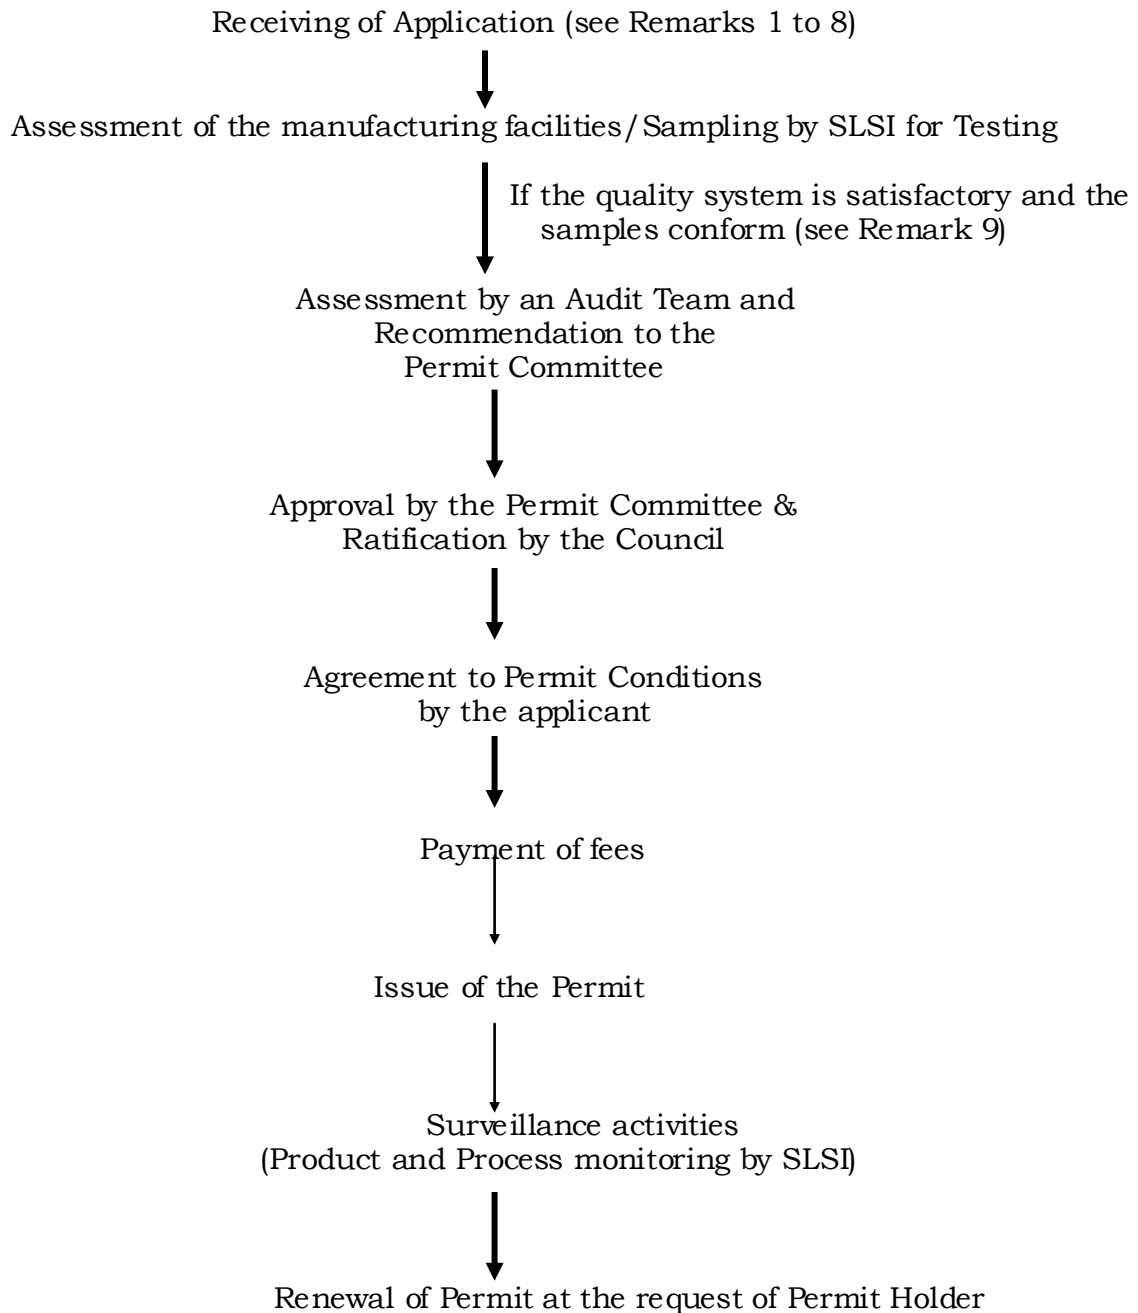 Receiving of Application (see Remarks 1 to 8)
Assessment of the manufacturing facilities/Sampling by SLSI for Testing
If the quality system is satisfactory and the
samples conform (see Remark 9)
Assessment by an Audit Team and
Recommendation to the
Permit Committee
Approval by the Permit Committee &
Ratification by the Council
Agreement to Permit Conditions
by the applicant
Payment of fees
Issue of the Permit
Surveillance activities
(Product and Process monitoring by SLSI)
Renewal of Permit at the request of Permit Holder